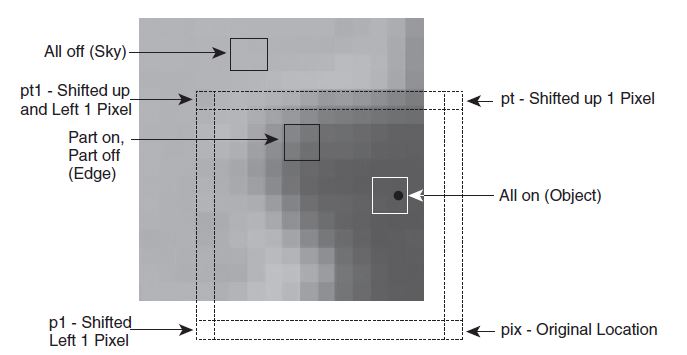 All off (Sky)
pt1 - Shifted up
and Left 1 Pixel
pt - Shifted up 1 Pixel
Part on,
Part off
(Edge)
All on (Object)
p1 - Shifted
Left 1 Pixel
pix - Original Location